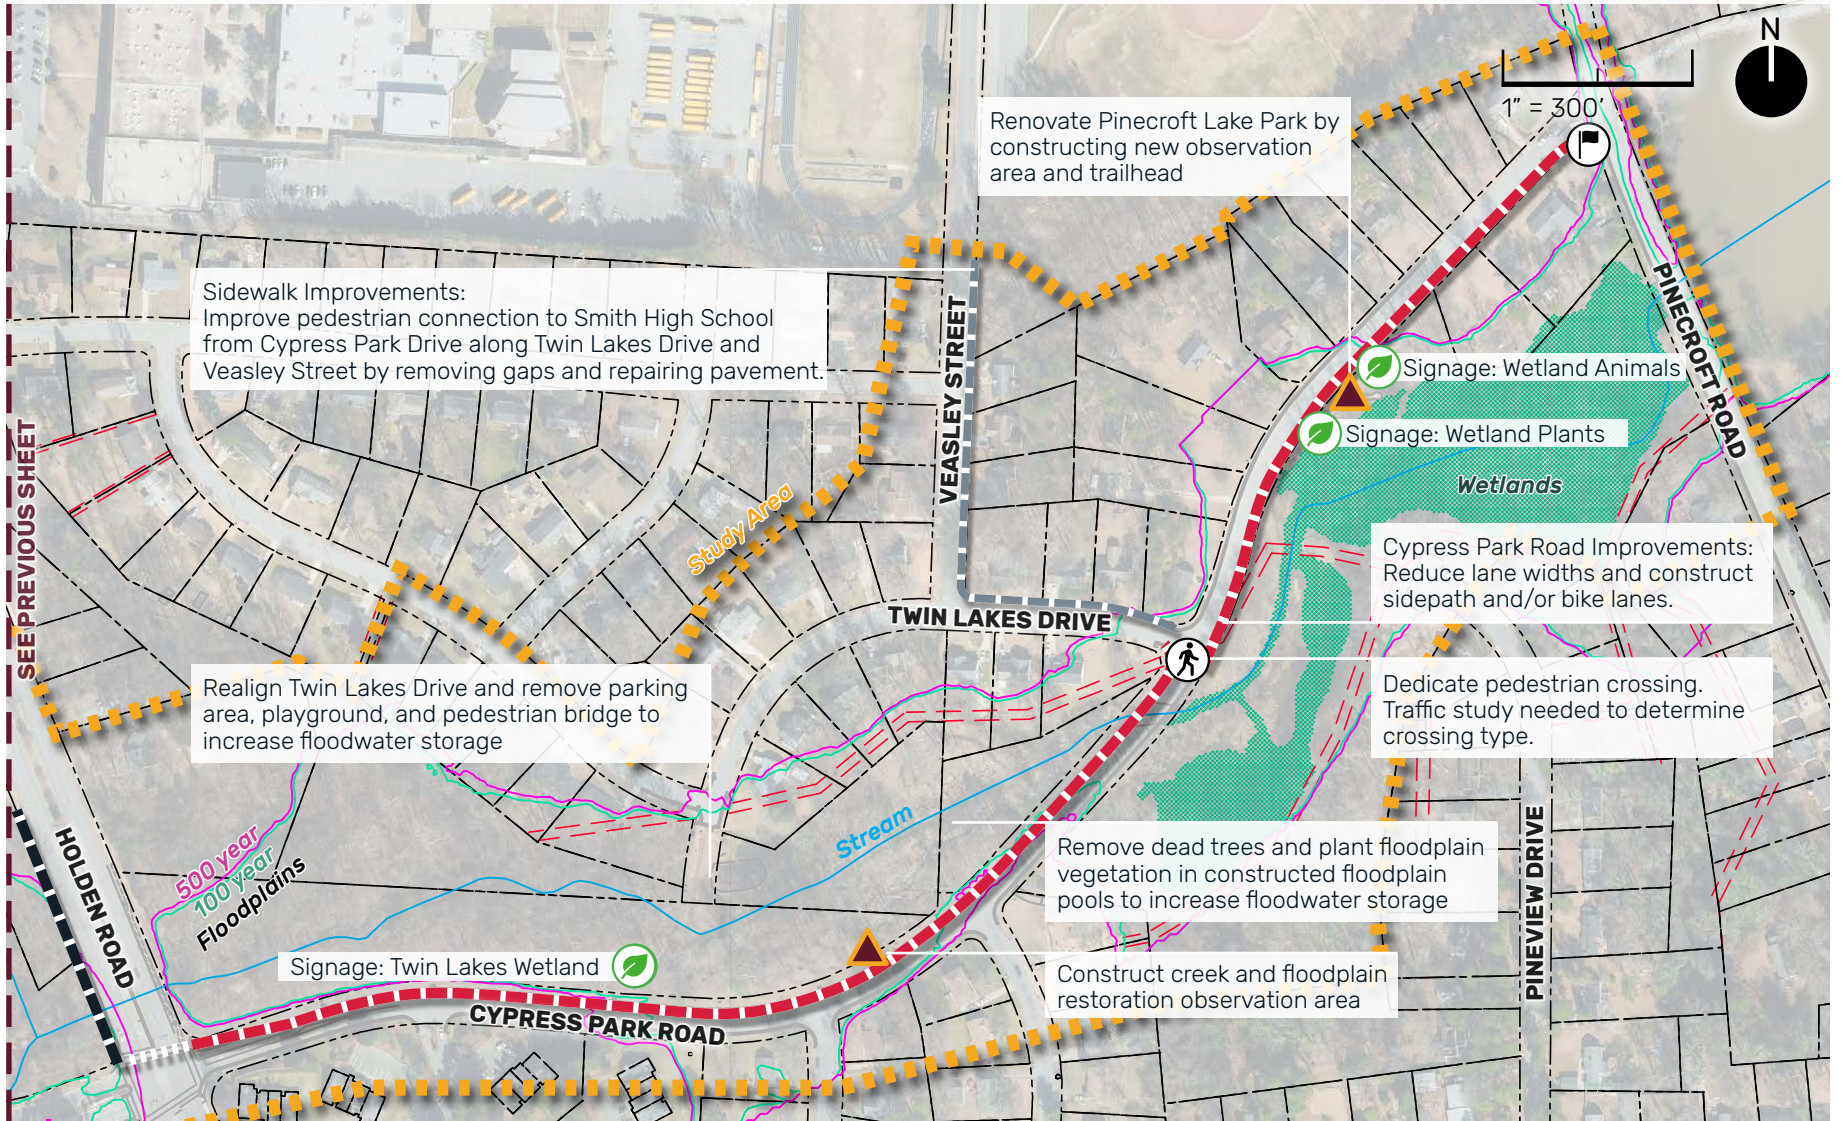 N
1" = 300'
Renovate Pinecroft Lake Park by
constructing new observation
area and trailhead
Sidewalk Improvements:
Improve pedestrian connection to Smith High School
from Cypress Park Drive along Twin Lakes Drive and
Veasley Street by removing gaps and repairing pavement.
VEASLEY STREET
PINECROFT ROAD
Signage: Wetland Animals
Signage: Wetland Plants
Wetlands
SEE PREVIOUS SHEET
Study Area
Cypress Park Road Improvements:
Reduce lane widths and construct
sidepath and/or bike lanes.
TWIN LAKES DRIVE
Realign Twin Lakes Drive and remove parking
area, playground, and pedestrian bridge to
increase floodwater storage
Dedicate pedestrian crossing.
Traffic study needed to determine
crossing type.
Stream
500 year
100 year
Floodplains
HOLDEN ROAD
Remove dead trees and plant floodplain
vegetation in constructed floodplain
pools to increase floodwater storage
PINEVIEW DRIVE
Signage: Twin Lakes Wetland
Construct creek and floodplain
restoration observation area
CYPRESS PARK ROAD